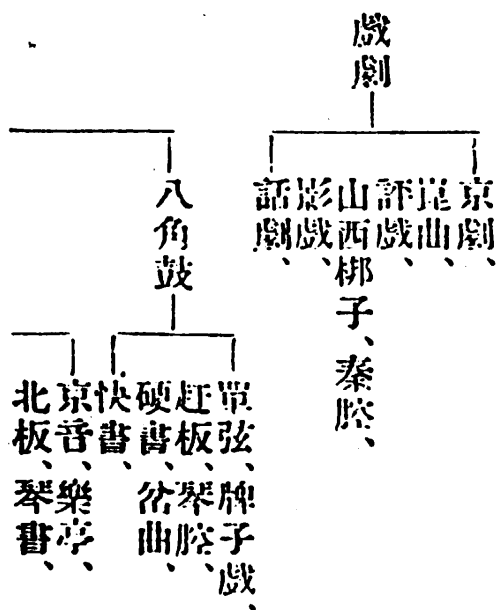 戲劇
京劇、
崑曲、
評戲、
山西梆子、秦腔、
影戲、
話劇、
八角鼓
單弦、牌子戲、
赶板、琴腔、
硬書、岔曲、
快書、
京音、樂亭、
北板、琴書、